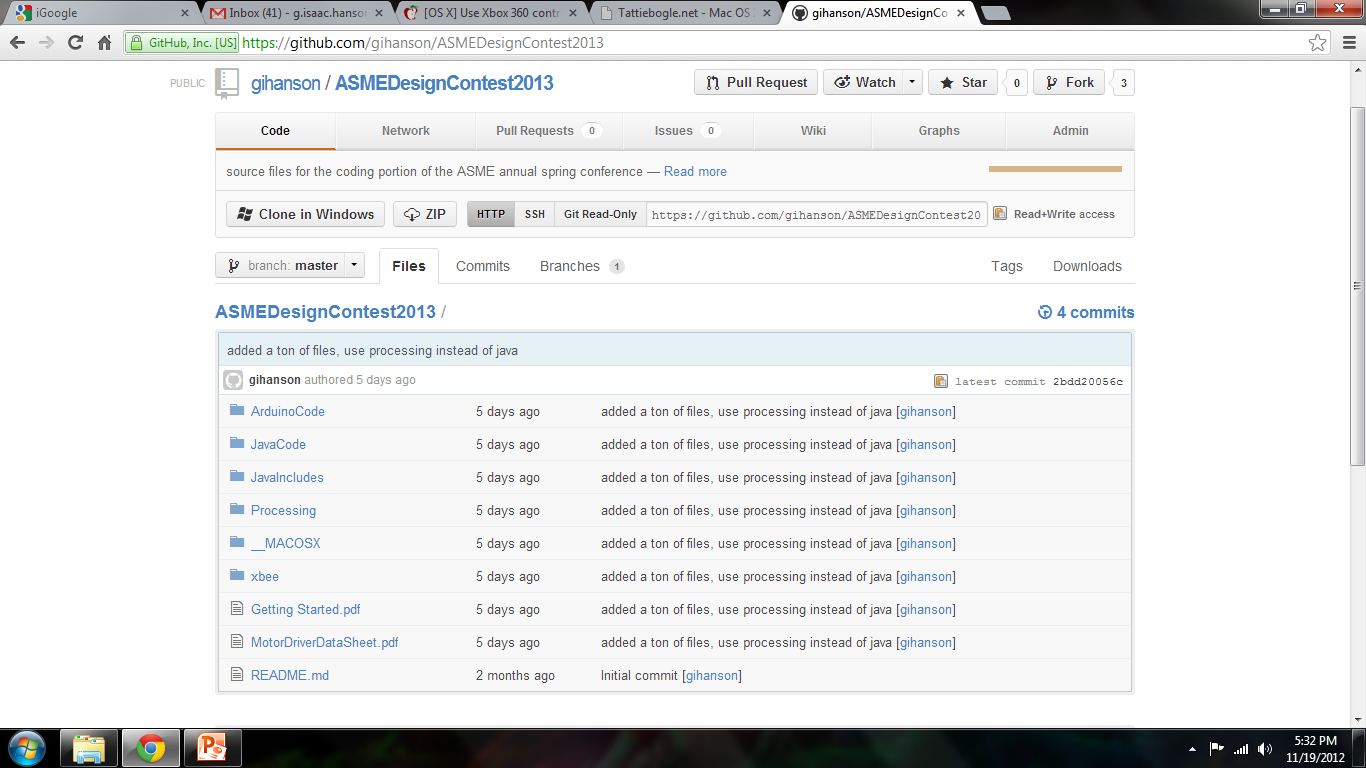 iGoogle
Inbox (41) - g.isaac.hanso
[OS X] Use Xbox 360 contr
Tattiebogle.net - Mac OS
gihanson/ASMEDesignCo
GitHub, Inc. [US] https://github.com/gihanson/ASMEDesignContest2013
PUBLIC gihanson / ASMEDesignContest2013 Pull Request Watch Star 0 Fork 3
Code Network Pull Requests 0 Issues 0 Wiki Graphs Admin
source files for the coding portion of the ASME annual spring conference — Read more
Clone in Windows ZIP HTTP SSH Git Read-Only https://github.com/gihanson/ASMEDesignContest20 Read+Write access
branch: master Files Commits Branches 1 Tags Downloads
ASMEDesignContest2013 / 4 commits
added a ton of files, use processing instead of java
gihanson authored 5 days ago latest commit 2bdd20056c
ArduinoCode 5 days ago added a ton of files, use processing instead of java [gihanson]
JavaCode 5 days ago added a ton of files, use processing instead of java [gihanson]
JavaIncludes 5 days ago added a ton of files, use processing instead of java [gihanson]
Processing 5 days ago added a ton of files, use processing instead of java [gihanson]
__MACOSX 5 days ago added a ton of files, use processing instead of java [gihanson]
xbee 5 days ago added a ton of files, use processing instead of java [gihanson]
Getting Started.pdf 5 days ago added a ton of files, use processing instead of java [gihanson]
MotorDriverDataSheet.pdf 5 days ago added a ton of files, use processing instead of java [gihanson]
README.md 2 months ago Initial commit [gihanson]
5:32 PM
11/19/2012